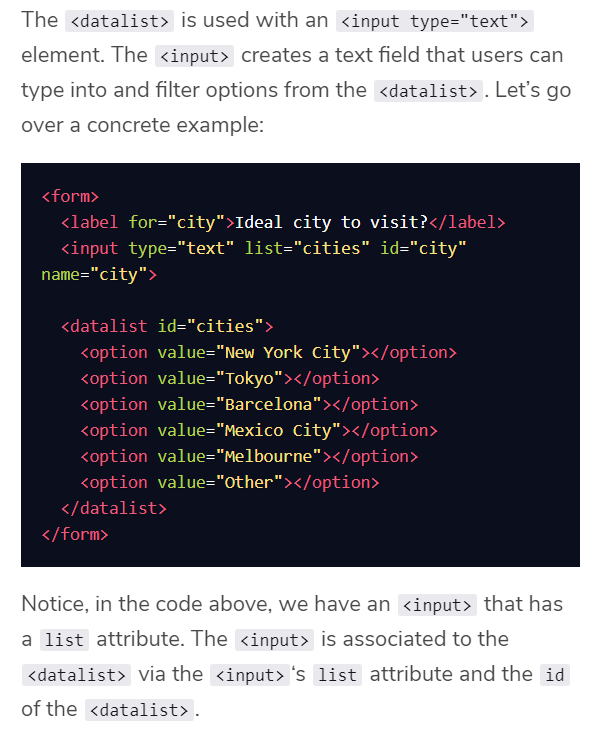 The <datalist> is used with an <input type="text">
element. The <input> creates a text field that users can
type into and filter options from the <datalist>. Let’s go
over a concrete example:
<form>
  <label for="city">Ideal city to visit?</label>
  <input type="text" list="cities" id="city"
name="city">

  <datalist id="cities">
    <option value="New York City"></option>
    <option value="Tokyo"></option>
    <option value="Barcelona"></option>
    <option value="Mexico City"></option>
    <option value="Melbourne"></option>
    <option value="Other"></option>
  </datalist>
</form>
Notice, in the code above, we have an <input> that has
a list attribute. The <input> is associated to the
<datalist> via the <input>‘s list attribute and the id
of the <datalist>.